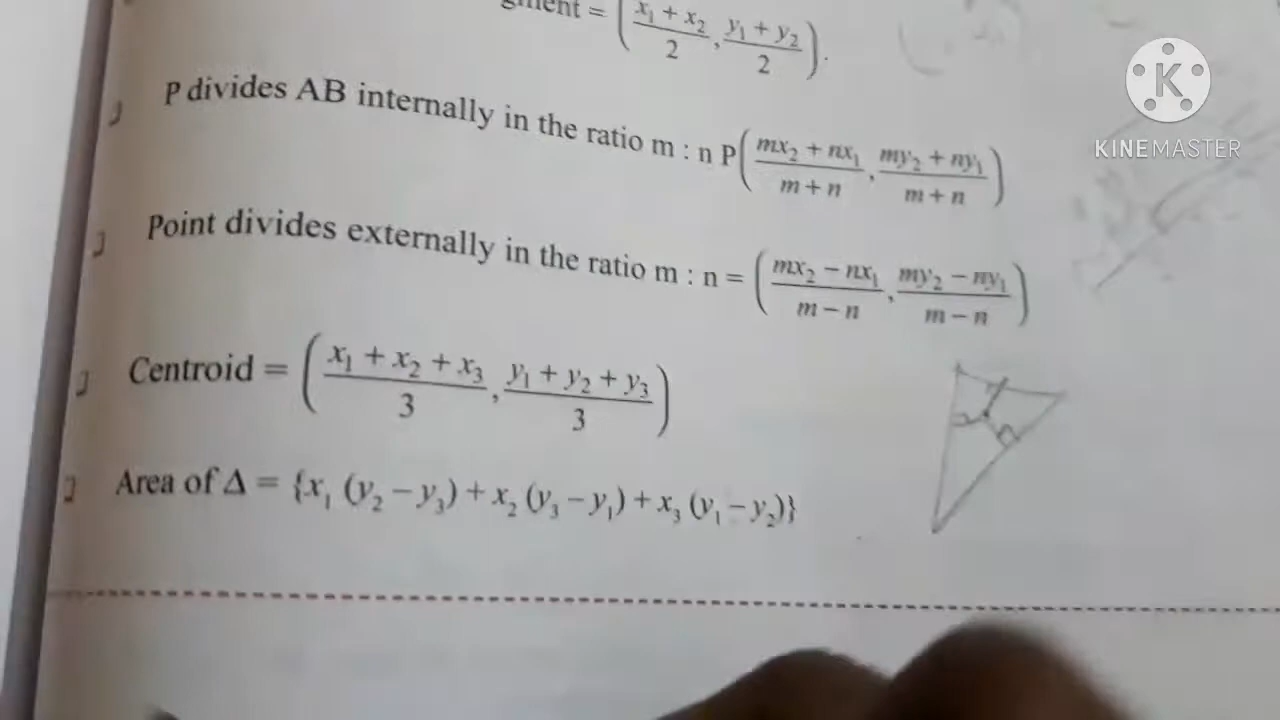 = (x₁ + x₂ / 2, y₁ + y₂ / 2).
P divides AB internally in the ratio m : n P(mx₂ + nx₁ / m + n, my₂ + ny₁ / m + n)
Point divides externally in the ratio m : n = (mx₂ − nx₁ / m − n, my₂ − ny₁ / m − n)
Centroid = (x₁ + x₂ + x₃ / 3, y₁ + y₂ + y₃ / 3)
Area of Δ = {x₁ (y₂ − y₃) + x₂ (y₃ − y₁) + x₃ (y₁ − y₂)}
K
KINEMASTER